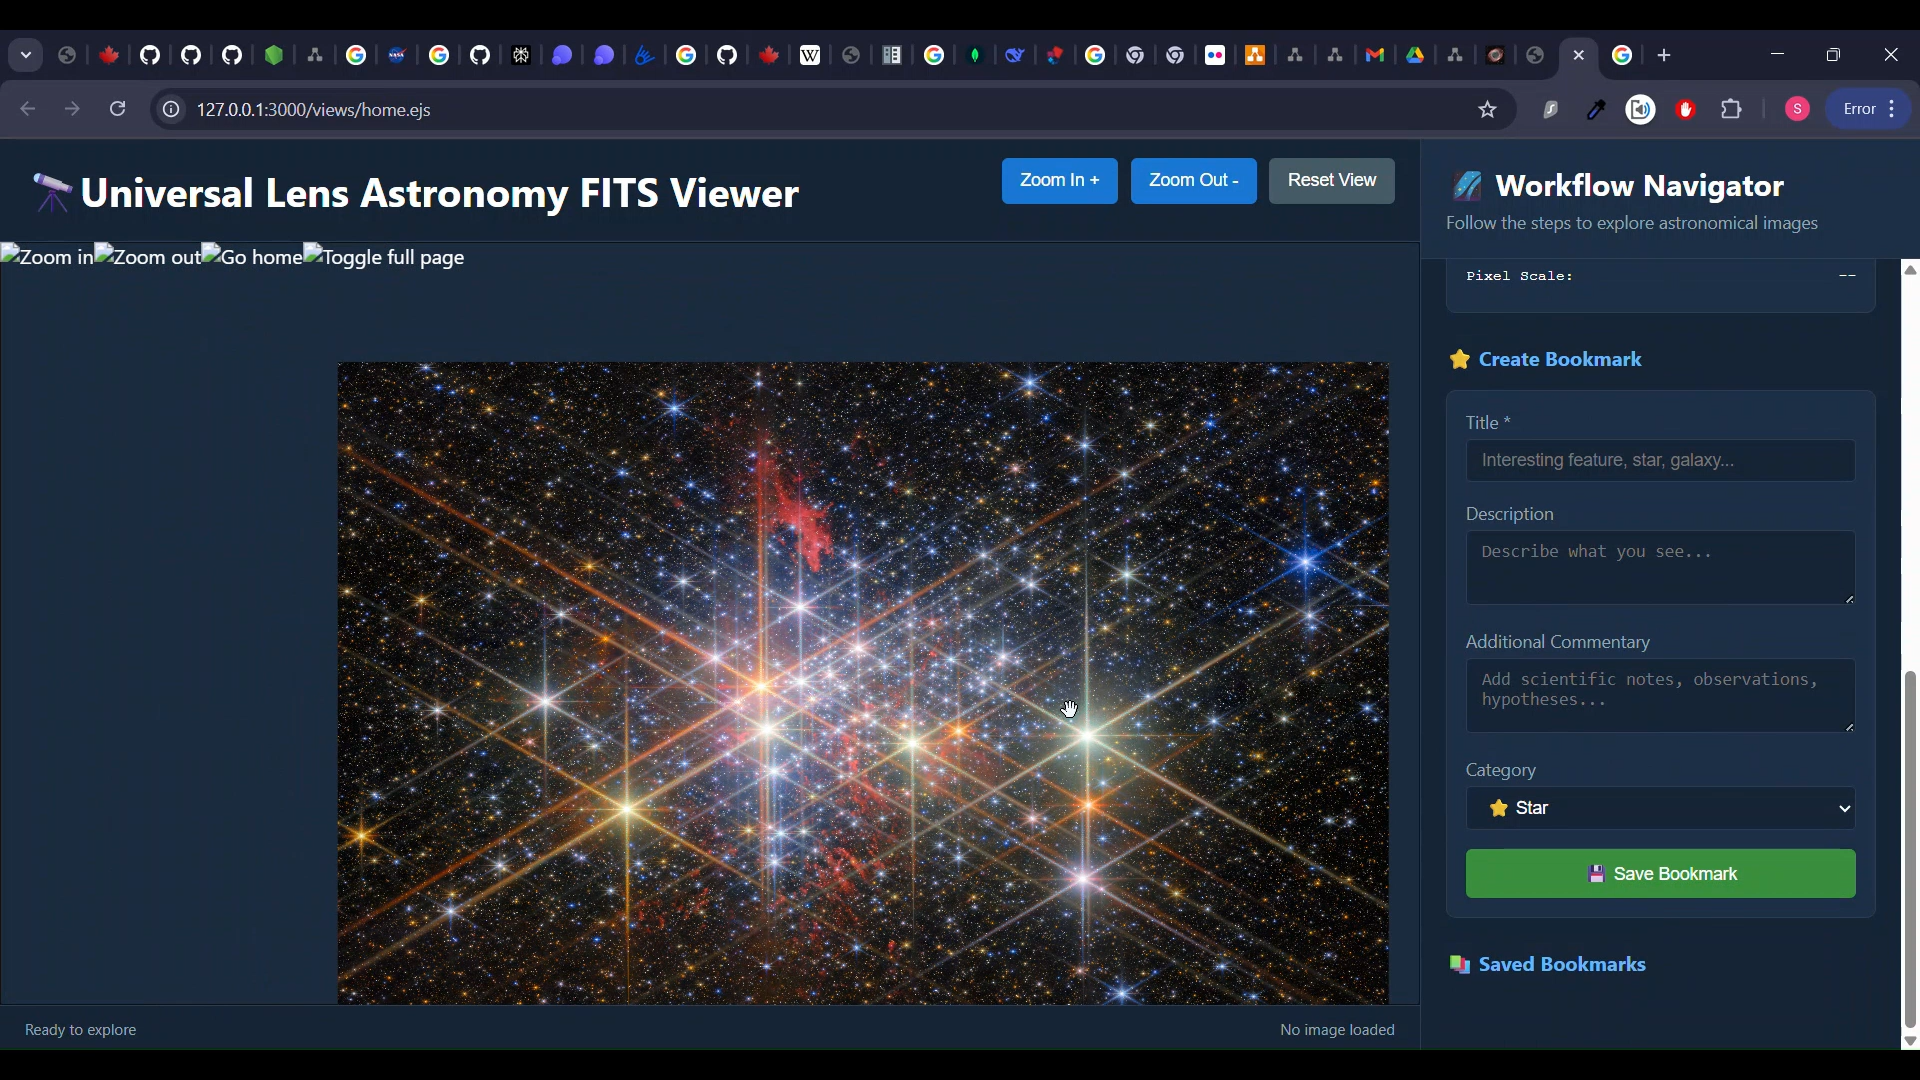 127.0.0.1:3000/views/home.ejs
Error
S
Universal Lens Astronomy FITS Viewer
Zoom In +
Zoom Out -
Reset View
Zoom in
Zoom out
Go home
Toggle full page
Workflow Navigator
Follow the steps to explore astronomical images
Pixel Scale: --
Create Bookmark
Title *
Interesting feature, star, galaxy...
Description
Describe what you see...
Additional Commentary
Add scientific notes, observations,
hypotheses...
Category
Star
Save Bookmark
Saved Bookmarks
Ready to explore
No image loaded